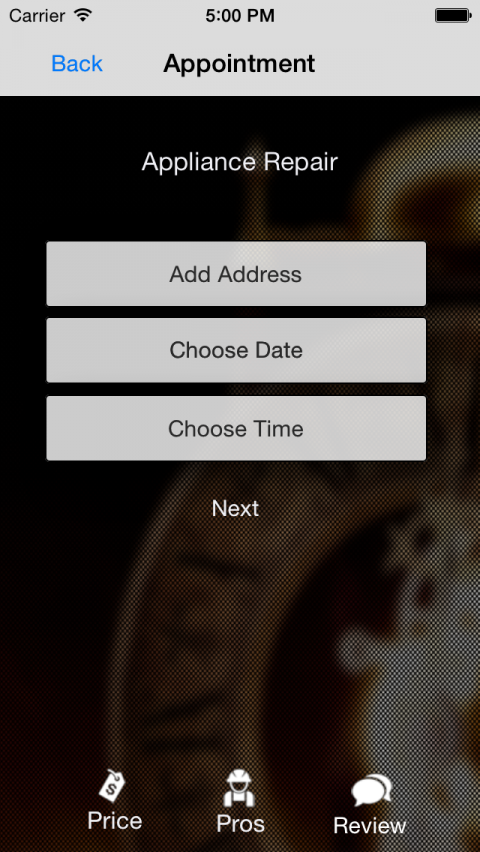 Carrier 5:00 PM
Back Appointment
Appliance Repair
Add Address
Choose Date
Choose Time
Next
$
Price Pros Review